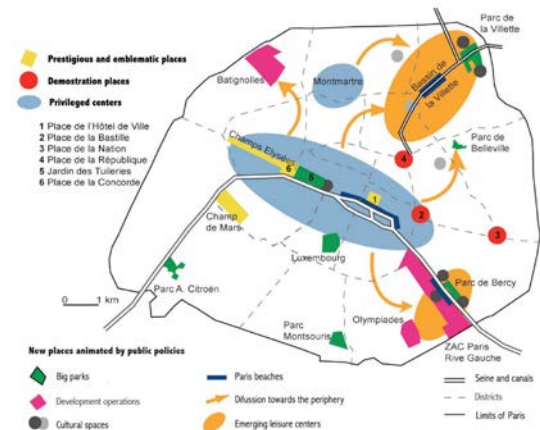 Prestigious and emblematic places
Demostration places
Privileged centers
1 Place de l'Hôtel de Ville
2 Place de la Bastille
3 Place de la Nation
4 Place de la République
5 Jardin des Tuileries
6 Place de la Concorde
Parc de
la Villette
Batignolles
Montmartre
Bassin de
la Villette
Champs Elysées
6
5
1
4
Parc de
Belleville
2
3
Champ
de Mars
Luxembourg
Parc A. Citroën
Parc de Bercy
0 1 km
Parc
Montsouris
Olympiades
ZAC Paris
Rive Gauche
New places animated by public policies
Big parks
Development operations
Cultural spaces
Paris beaches
Difusion towards the periphery
Emerging leisure centers
Seine and canals
Districts
Limits of Paris